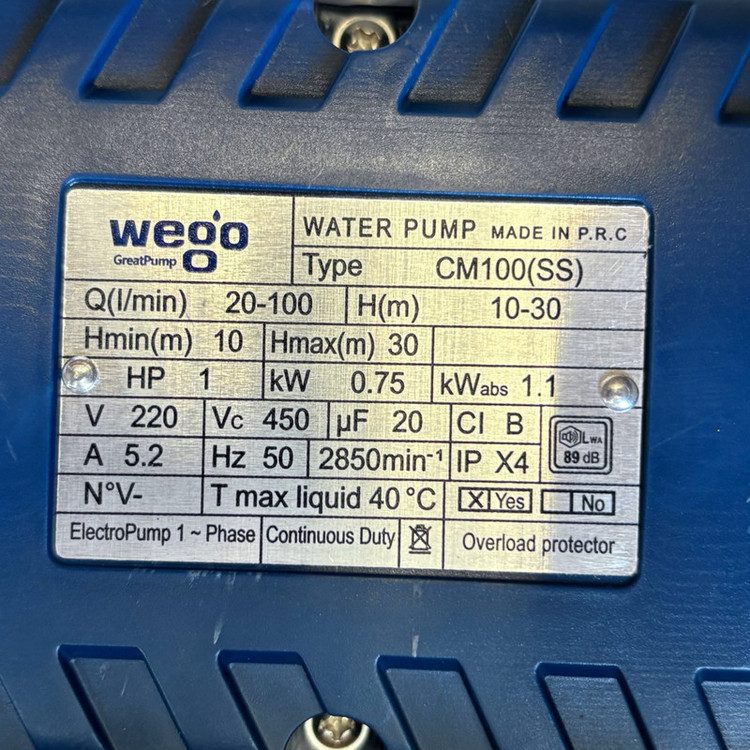 wego
GreatPump
WATER PUMP MADE IN P.R.C
Type CM100(SS)
Q(l/min) 20-100 H(m) 10-30
Hmin(m) 10 Hmax(m) 30
HP 1 kW 0.75 kWabs 1.1
V 220 Vc 450 µF 20 Cl B
LWA
89 dB
A 5.2 Hz 50 2850min⁻¹ IP X4
N°V- T max liquid 40 °C X Yes No
ElectroPump 1 ~ Phase Continuous Duty Overload protector